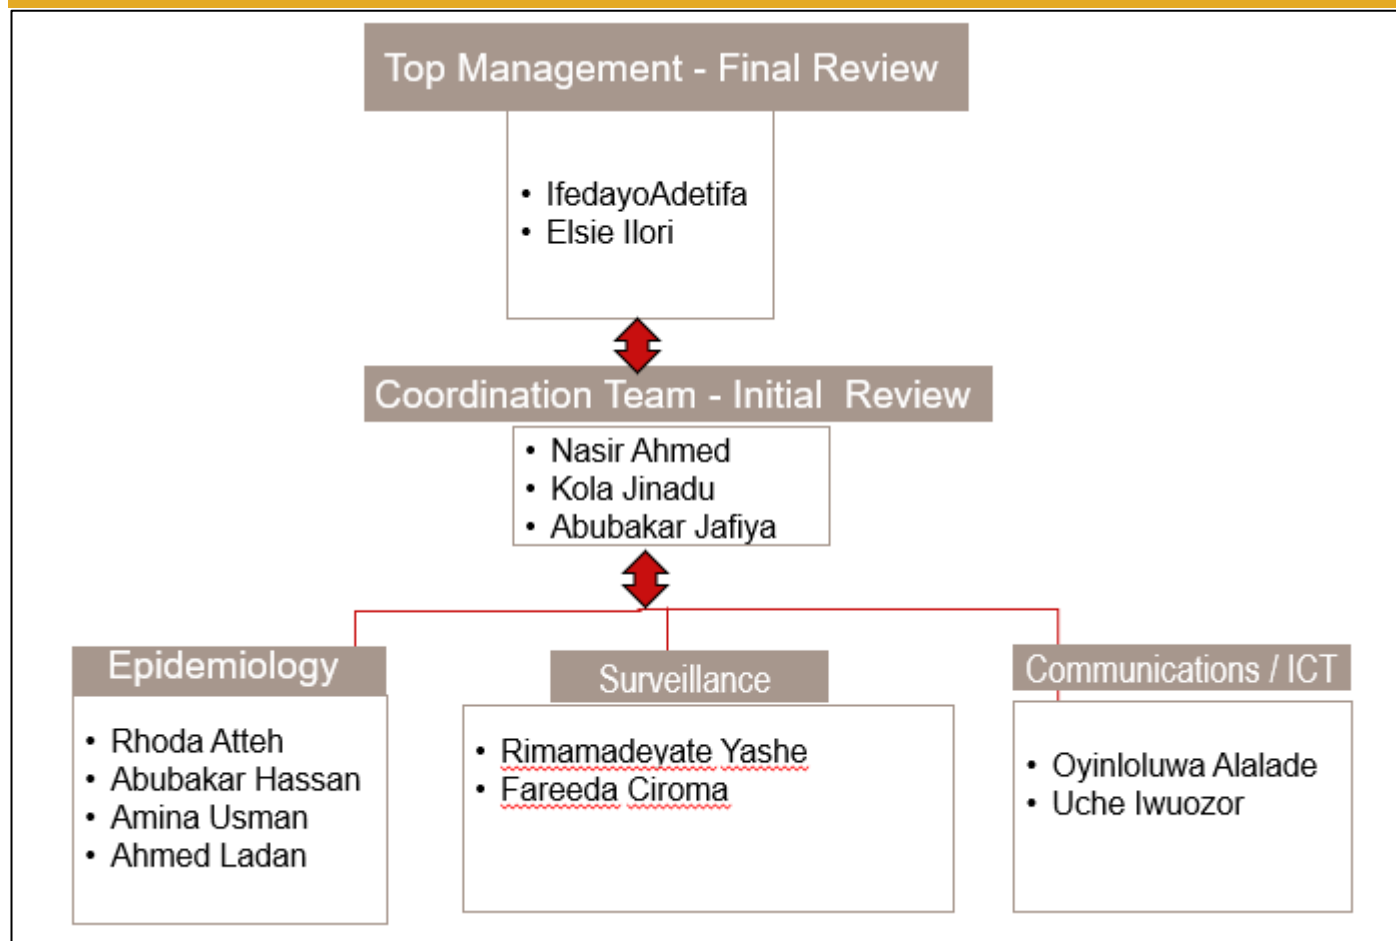 Top Management - Final Review
• IfedayoAdetifa
• Elsie Ilori
Coordination Team - Initial  Review
• Nasir Ahmed
• Kola Jinadu
• Abubakar Jafiya
Epidemiology
• Rhoda Atteh
• Abubakar Hassan
• Amina Usman
• Ahmed Ladan
Surveillance
• Rimamadeyate Yashe
• Fareeda Ciroma
Communications / ICT
• Oyinloluwa Alalade
• Uche Iwuozor